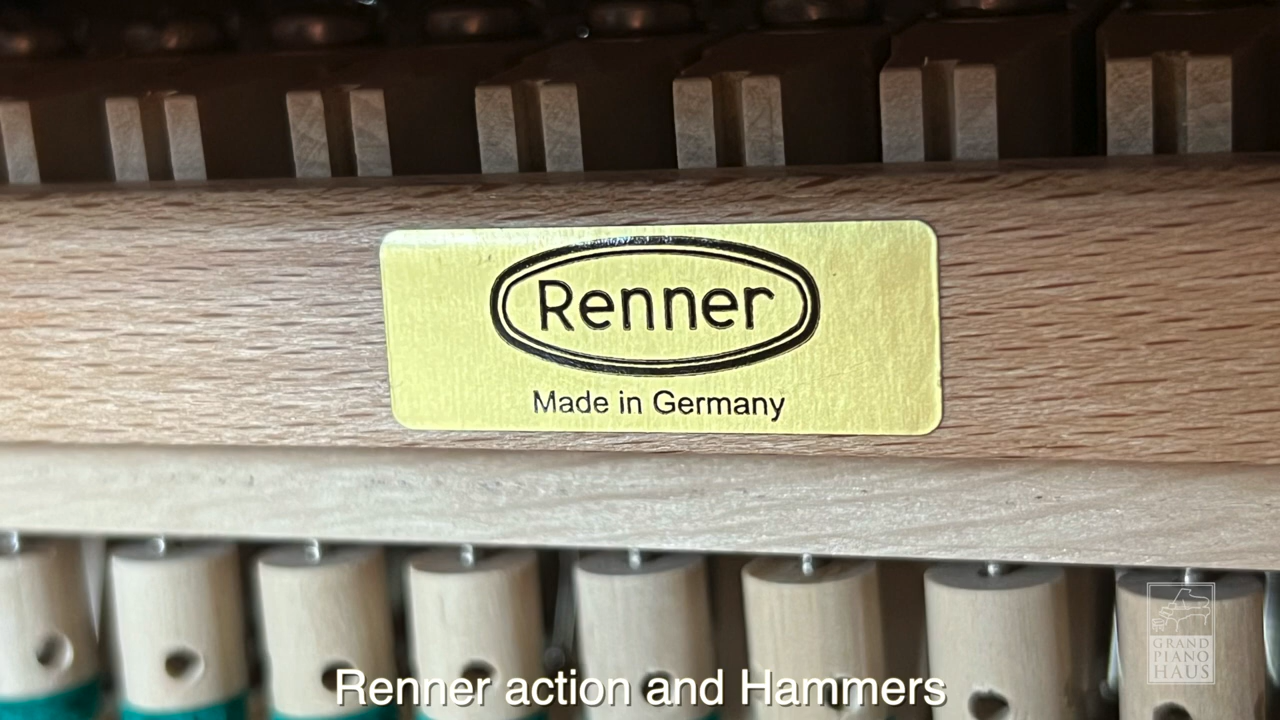 Renner
Made in Germany
Renner action and Hammers
GRAND
PIANO
HAUS